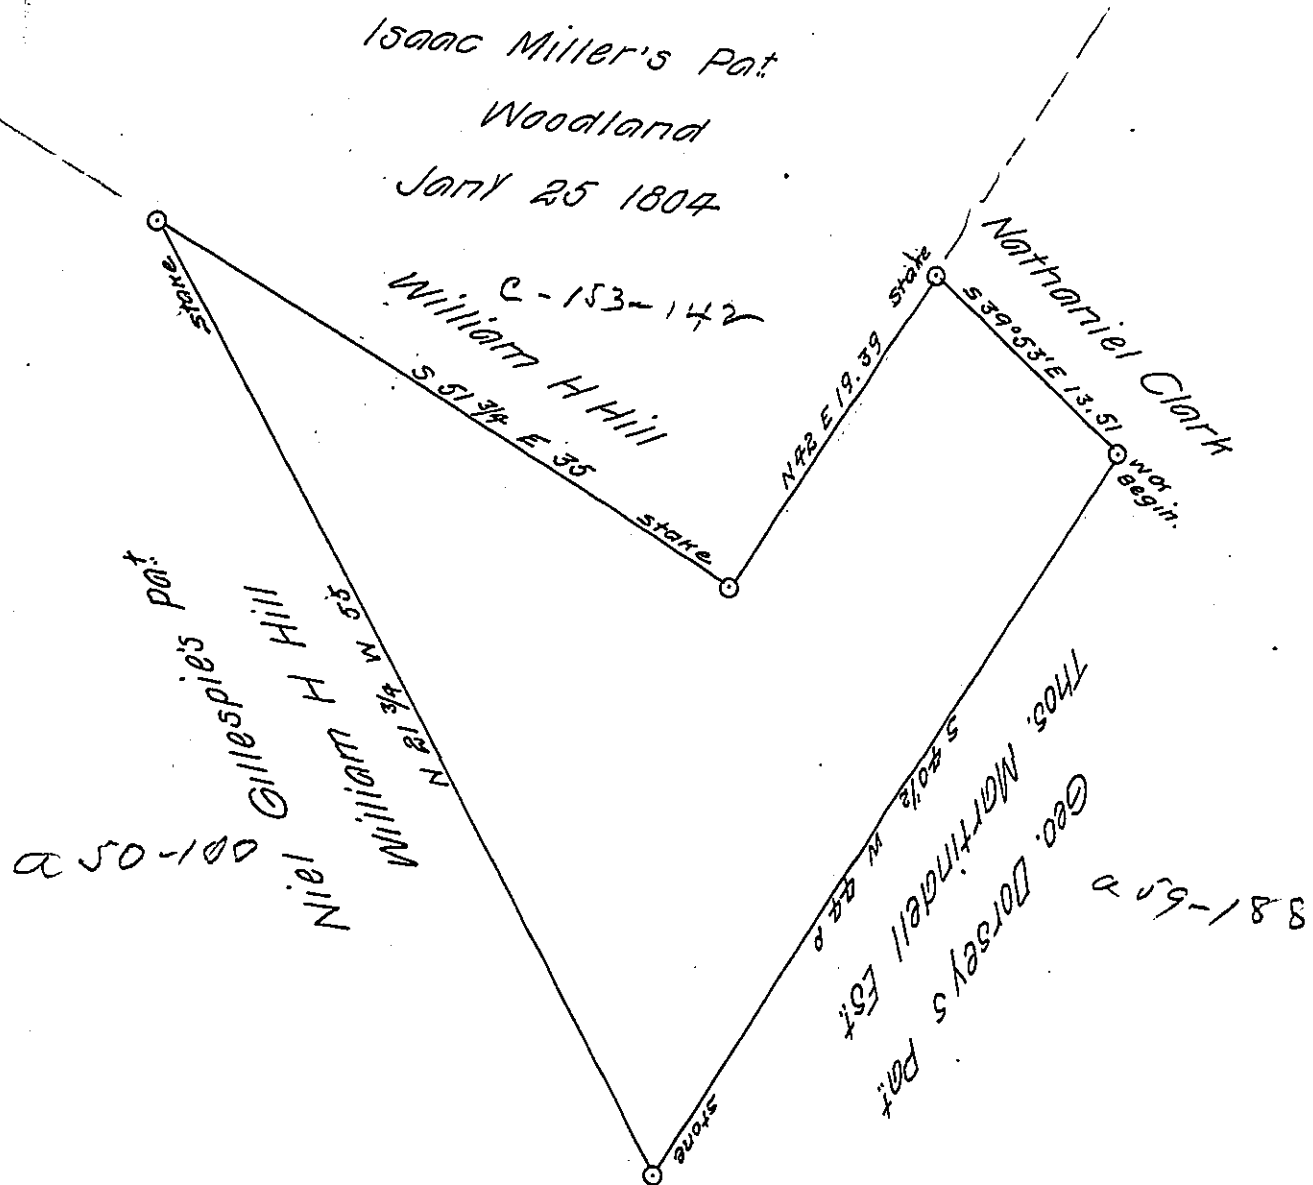 Isaac Miller's Pat.
Woodland
Jany 25 1804
C-153-142
William H Hill
S 51 3/4 E 35
stake
stake
N 42 E 19.39
stake
Nathaniel Clark
S 39°53' E 13.51
W O
Begin.
Niel Gillespie's pat.
William H Hill
N 21 3/4 W 55
a 50-100
S 40 1/2 W 44 P
Thos. Martindell Est.
Geo. Dorsey's Pat.
a 59-188
stone